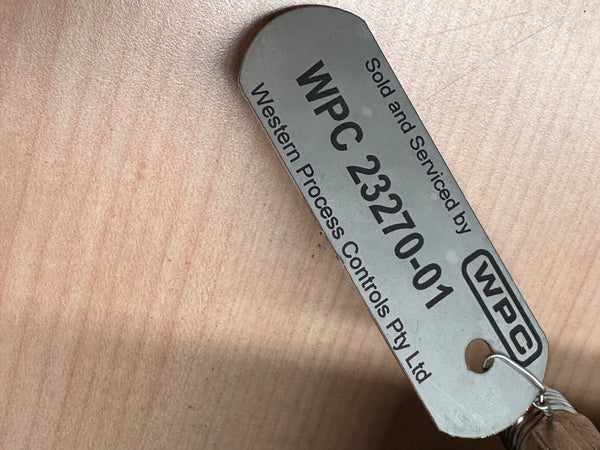 Sold and Serviced by
WPC 23270-01
Western Process Controls Pty Ltd
WPC